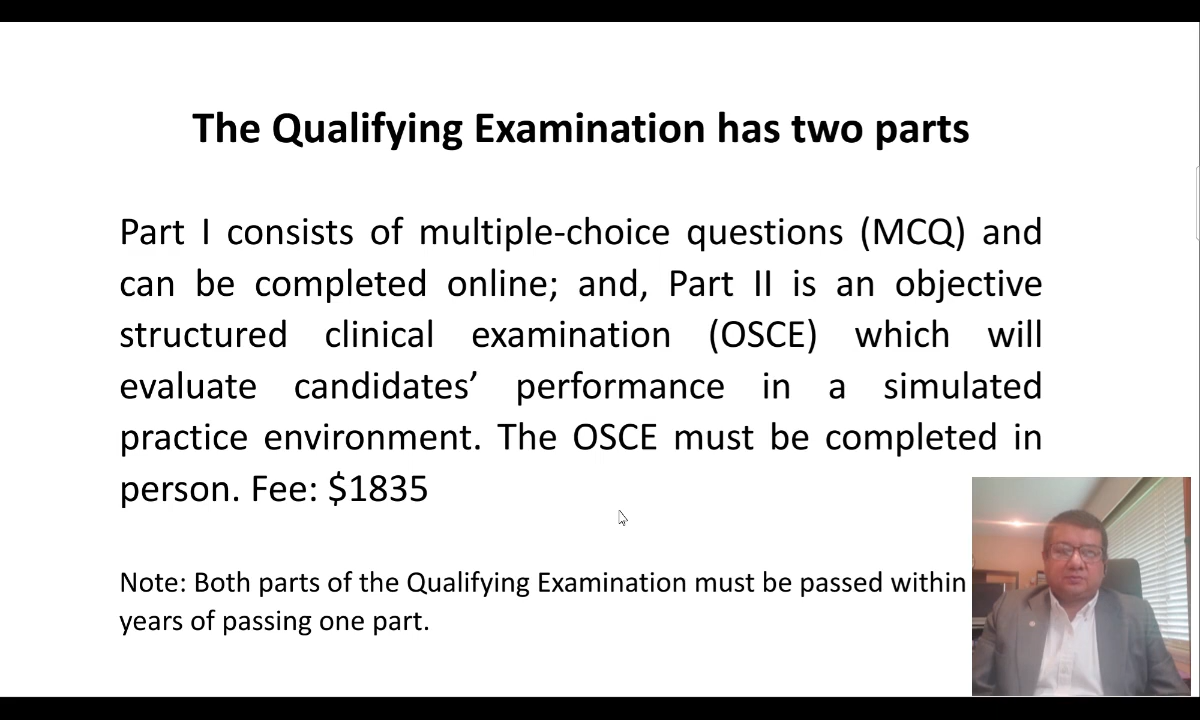 The Qualifying Examination has two parts
Part I consists of multiple-choice questions (MCQ) and
can be completed online; and, Part II is an objective
structured clinical examination (OSCE) which will
evaluate candidates’ performance in a simulated
practice environment. The OSCE must be completed in
person. Fee: $1835
Note: Both parts of the Qualifying Examination must be passed within
years of passing one part.